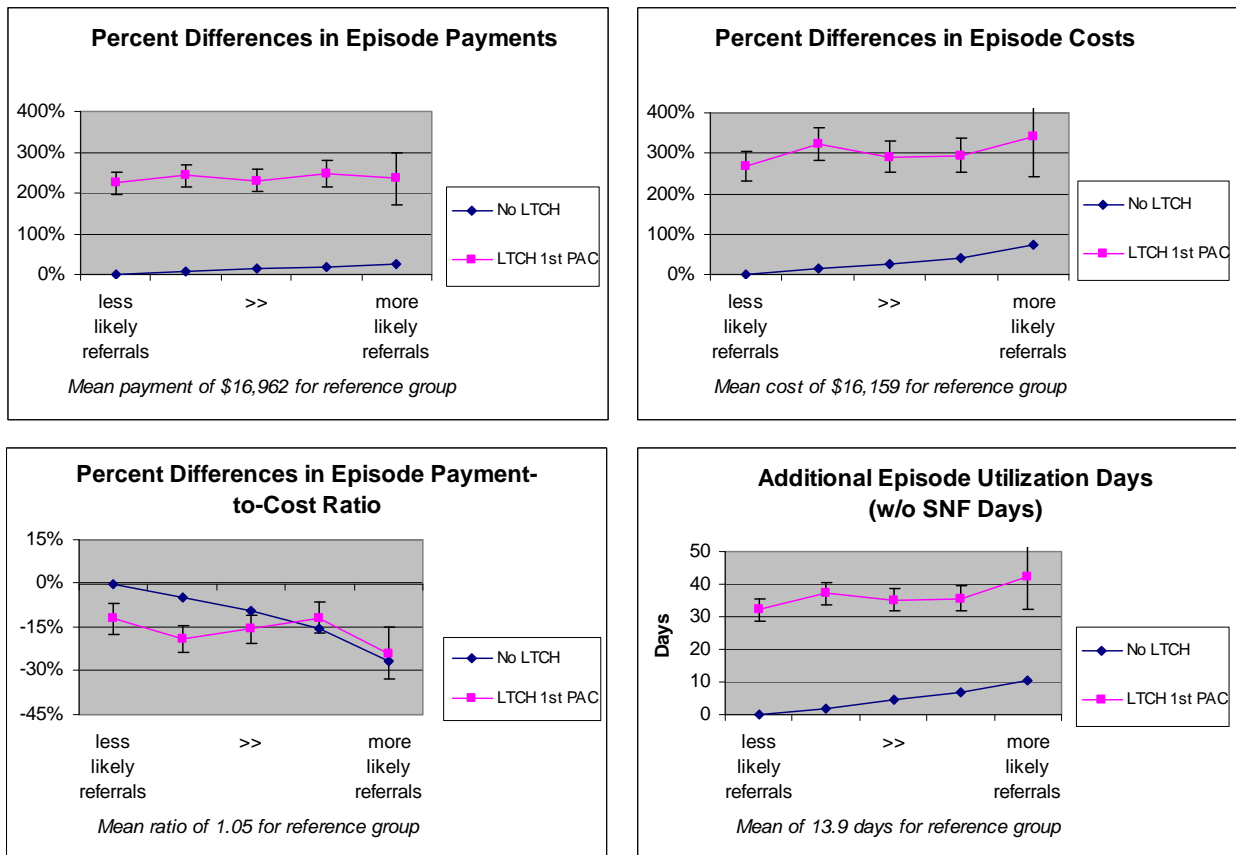 Percent Differences in Episode Payments
400%
300%
200%
100%
0%
less
likely
referrals
>>
more
likely
referrals
No LTCH
LTCH 1st PAC
Mean payment of $16,962 for reference group
Percent Differences in Episode Costs
400%
300%
200%
100%
0%
less
likely
referrals
>>
more
likely
referrals
No LTCH
LTCH 1st PAC
Mean cost of $16,159 for reference group
Percent Differences in Episode Payment-
to-Cost Ratio
15%
0%
-15%
-30%
-45%
less
likely
referrals
>>
more
likely
referrals
No LTCH
LTCH 1st PAC
Mean ratio of 1.05 for reference group
Additional Episode Utilization Days
(w/o SNF Days)
Days
50
40
30
20
10
0
less
likely
referrals
>>
more
likely
referrals
No LTCH
LTCH 1st PAC
Mean of 13.9 days for reference group